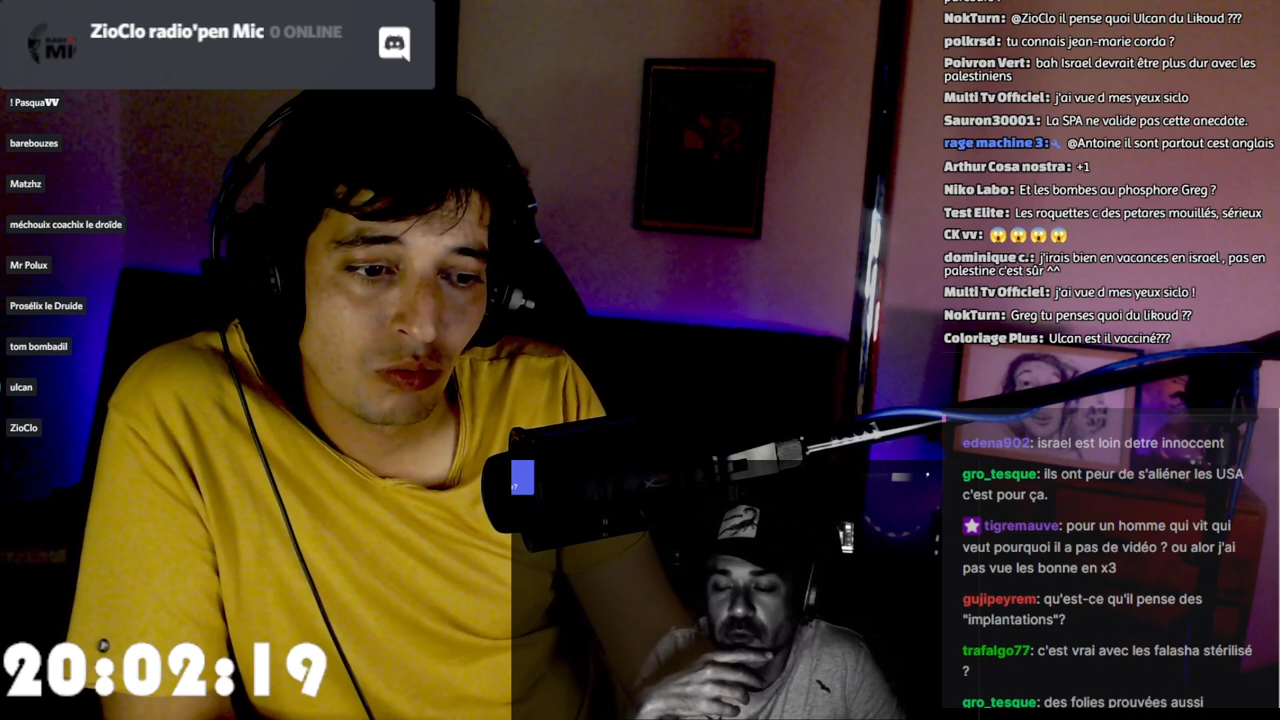 ZioClo radio'pen Mic 0 ONLINE
! PasquaVV
barebouzes
Matzhz
méchouix coachix le droïde
Mr Polux
Prosélix le Druide
tom bombadil
ulcan
ZioClo
20:02:19
NokTurn: @ZioClo il pense quoi Ulcan du Likoud ???
polkrsd: tu connais jean-marie corda ?
Poivron Vert: bah Israel devrait être plus dur avec les
palestiniens
Multi Tv Officiel: j'ai vue d mes yeux siclo
Sauron30001: La SPA ne valide pas cette anecdote.
rage machine 3: @Antoine il sont partout cest anglais
Arthur Cosa nostra: +1
Niko Labo: Et les bombes au phosphore Greg ?
Test Elite: Les roquettes c des petares mouillés, sérieux
CK vv: 😱😱😱😱
dominique c.: j'irais bien en vacances en israel , pas en
palestine c'est sûr ^^
Multi Tv Officiel: j'ai vue d mes yeux siclo !
NokTurn: Greg tu penses quoi du likoud ??
Coloriage Plus: Ulcan est il vacciné???
edena902: israel est loin detre innoccent
gro_tesque: ils ont peur de s'aliéner les USA
c'est pour ça.
tigremauve: pour un homme qui vit qui
veut pourquoi il a pas de vidéo ? ou alor j'ai
pas vue les bonne en x3
gujipeyrem: qu'est-ce qu'il pense des
"implantations"?
trafalgo77: c'est vrai avec les falasha stérilisé
?
gro_tesque: des folies prouvées aussi